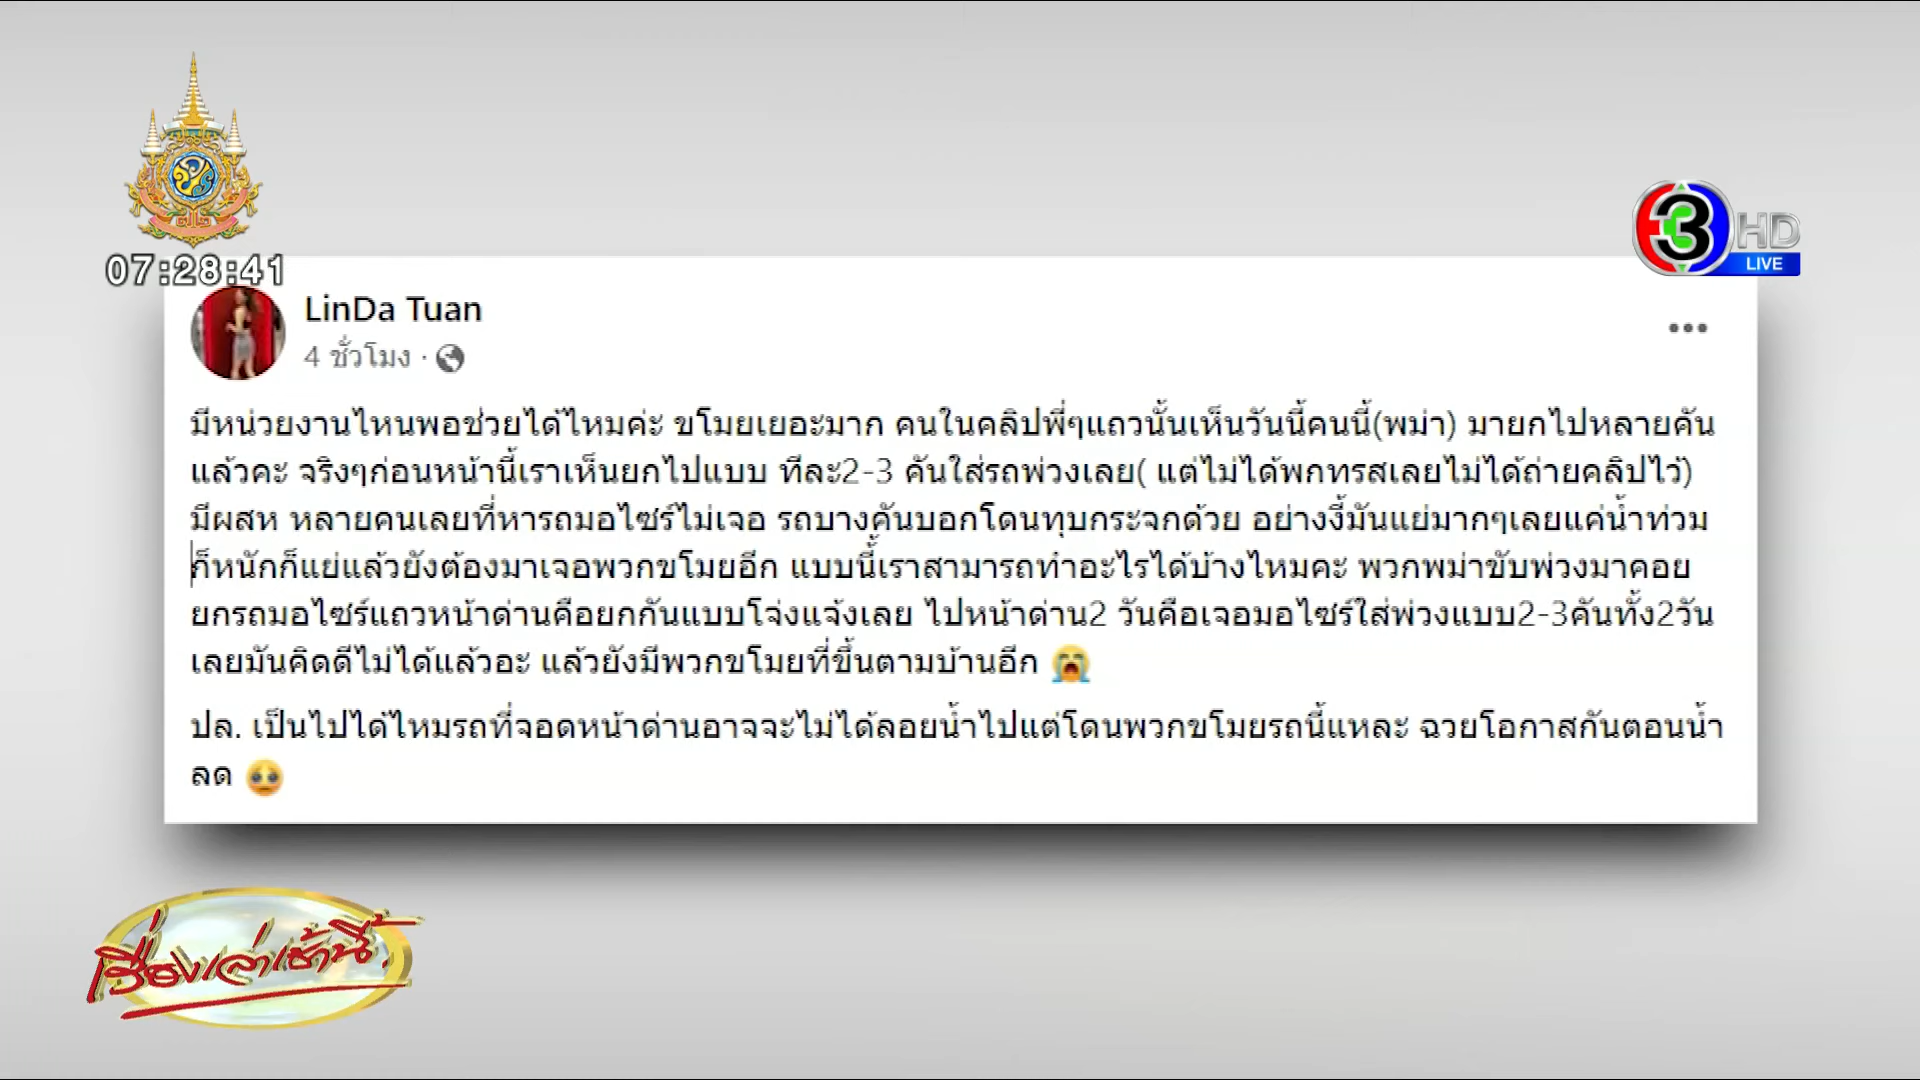 07:28:41
3 HD
LIVE
LinDa Tuan
4 ชั่วโมง ·
มีหน่วยงานไหนพอช่วยได้ไหมค่ะ ขโมยเยอะมาก คนในคลิปพี่ๆแถวนั้นเห็นวันนี้คนนี้(พม่า) มายกไปหลายคัน
แล้วคะ จริงๆก่อนหน้านี้เราเห็นยกไปแบบ ทีละ2-3 คันใส่รถพ่วงเลย( แต่ไม่ได้พกทรสเลยไม่ได้ถ่ายคลิปไว้)
มีผสห หลายคนเลยที่หารถมอไซร์ไม่เจอ รถบางคันบอกโดนทุบกระจกด้วย อย่างงี้มันแย่มากๆเลยแค่น้ำท่วม
ก็หนักก็แย่แล้วยังต้องมาเจอพวกขโมยอีก แบบนี้เราสามารถทำอะไรได้บ้างไหมคะ พวกพม่าขับพ่วงมาคอย
ยกรถมอไซร์แถวหน้าด่านคือยกกันแบบโจ่งแจ้งเลย ไปหน้าด่าน2 วันคือเจอมอไซร์ใส่พ่วงแบบ2-3คันทั้ง2วัน
เลยมันคิดดีไม่ได้แล้วอะ แล้วยังมีพวกขโมยที่ขึ้นตามบ้านอีก 😭
ปล. เป็นไปได้ไหมรถที่จอดหน้าด่านอาจจะไม่ได้ลอยน้ำไปแต่โดนพวกขโมยรถนี้แหละ ฉวยโอกาสกันตอนน้ำ
ลด 🥺
เรื่องเล่าเช้านี้